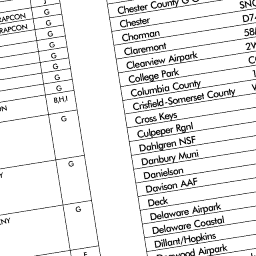 G
RAPCON G
RAPCON G
G
G
G
G
G
G
B,H,I
ON
G
G
G
Y
NY
Chester County G O
Chester
Chorman
Claremont
Clearview Airpark
College Park
Columbia County
Crisfield-Somerset County
Cross Keys
Culpeper Rgnl
Dahlgren NSF
Danbury Muni
Danielson
Davison AAF
Deck
Delaware Airpark
Delaware Coastal
Dillant/Hopkins
SNC
D74
58
2W